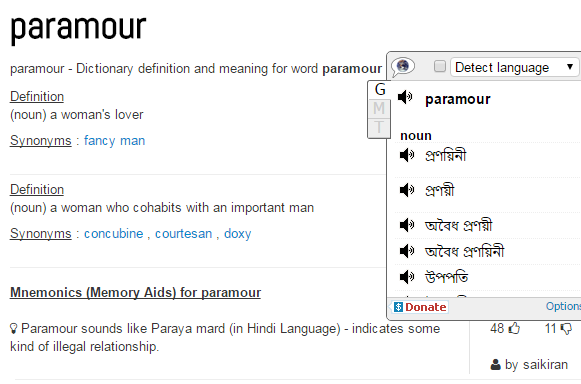 paramour
paramour - Dictionary definition and meaning for word paramour
Definition
(noun) a woman's lover
Synonyms : fancy man
Definition
(noun) a woman who cohabits with an important man
Synonyms : concubine , courtesan , doxy
Mnemonics (Memory Aids) for paramour
Paramour sounds like Paraya mard (in Hindi Language) - indicates some
kind of illegal relationship.
Detect language
G
M
T
paramour
noun
প্রণয়িনী
প্রণয়ী
অবৈধ প্রণয়ী
অবৈধ প্রণয়িনী
উপপতি
$ Donate
Options
48 11
by saikiran